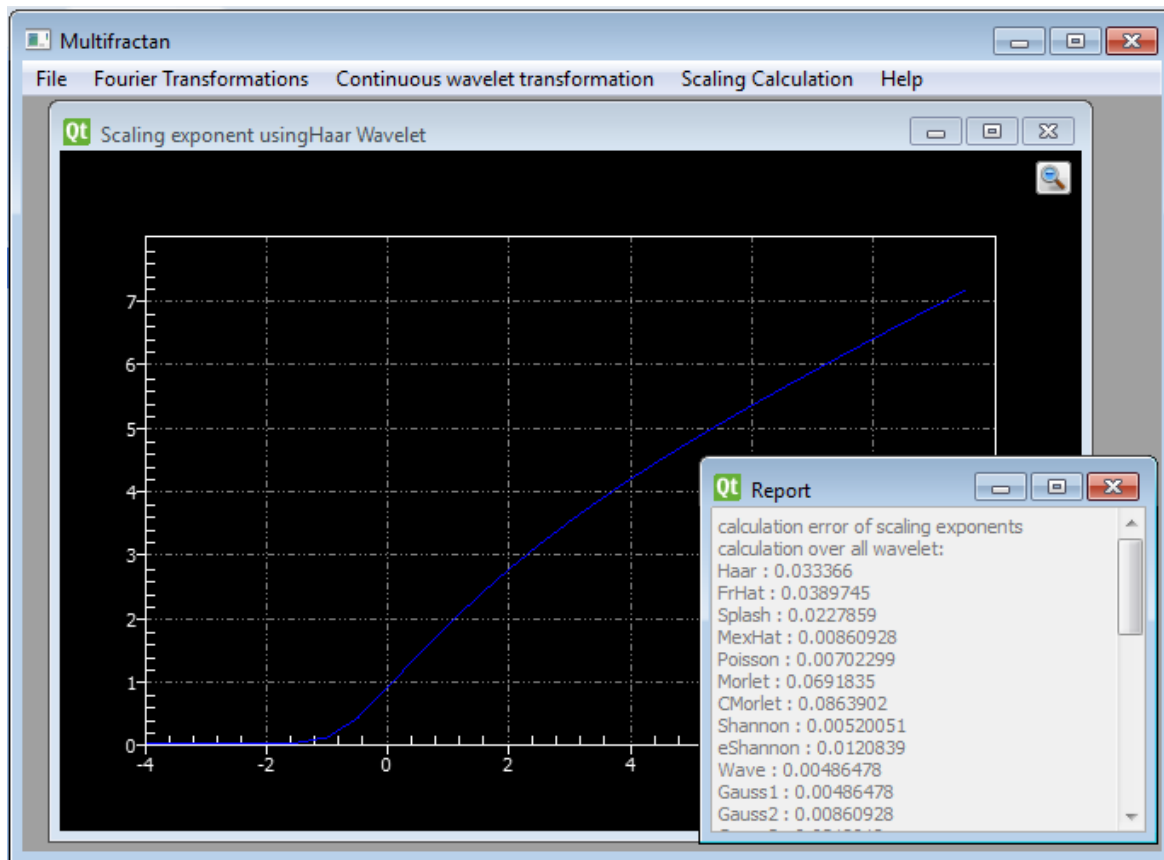 Multifractan
File Fourier Transformations Continuous wavelet transformation Scaling Calculation Help
Qt Scaling exponent usingHaar Wavelet
7
6
5
4
3
2
1
0
-4 -2 0 2 4
Qt Report
calculation error of scaling exponents
calculation over all wavelet:
Haar : 0.033366
FrHat : 0.0389745
Splash : 0.0227859
MexHat : 0.00860928
Poisson : 0.00702299
Morlet : 0.0691835
CMorlet : 0.0863902
Shannon : 0.00520051
eShannon : 0.0120839
Wave : 0.00486478
Gauss1 : 0.00486478
Gauss2 : 0.00860928